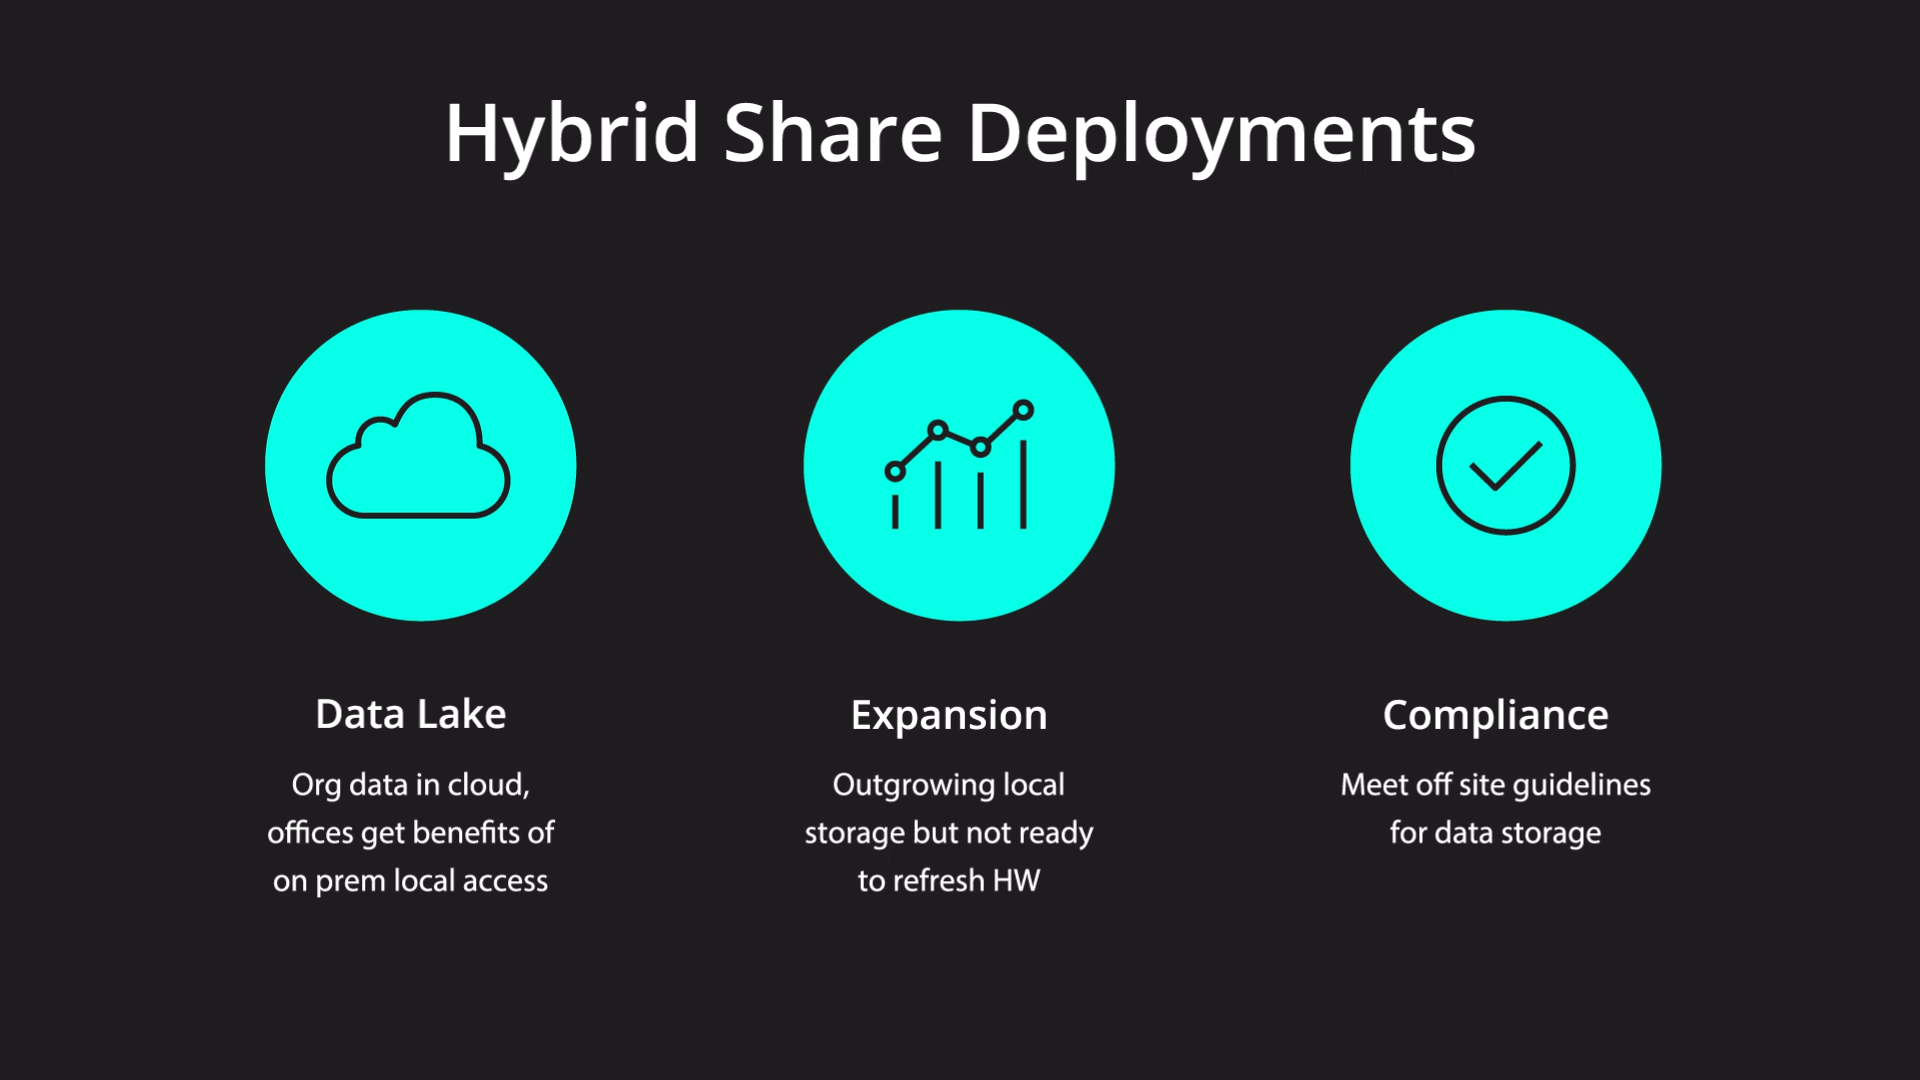 Hybrid Share Deployments
Data Lake
Org data in cloud,
offices get benefits of
on prem local access
Expansion
Outgrowing local
storage but not ready
to refresh HW
Compliance
Meet off site guidelines
for data storage